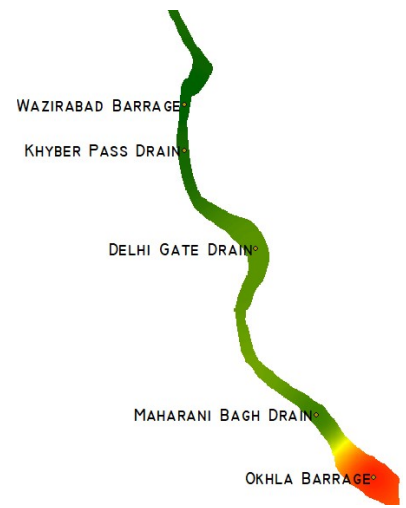 Wazirabad Barrage
Khyber Pass Drain
Delhi Gate Drain
Maharani Bagh Drain
Okhla Barrage